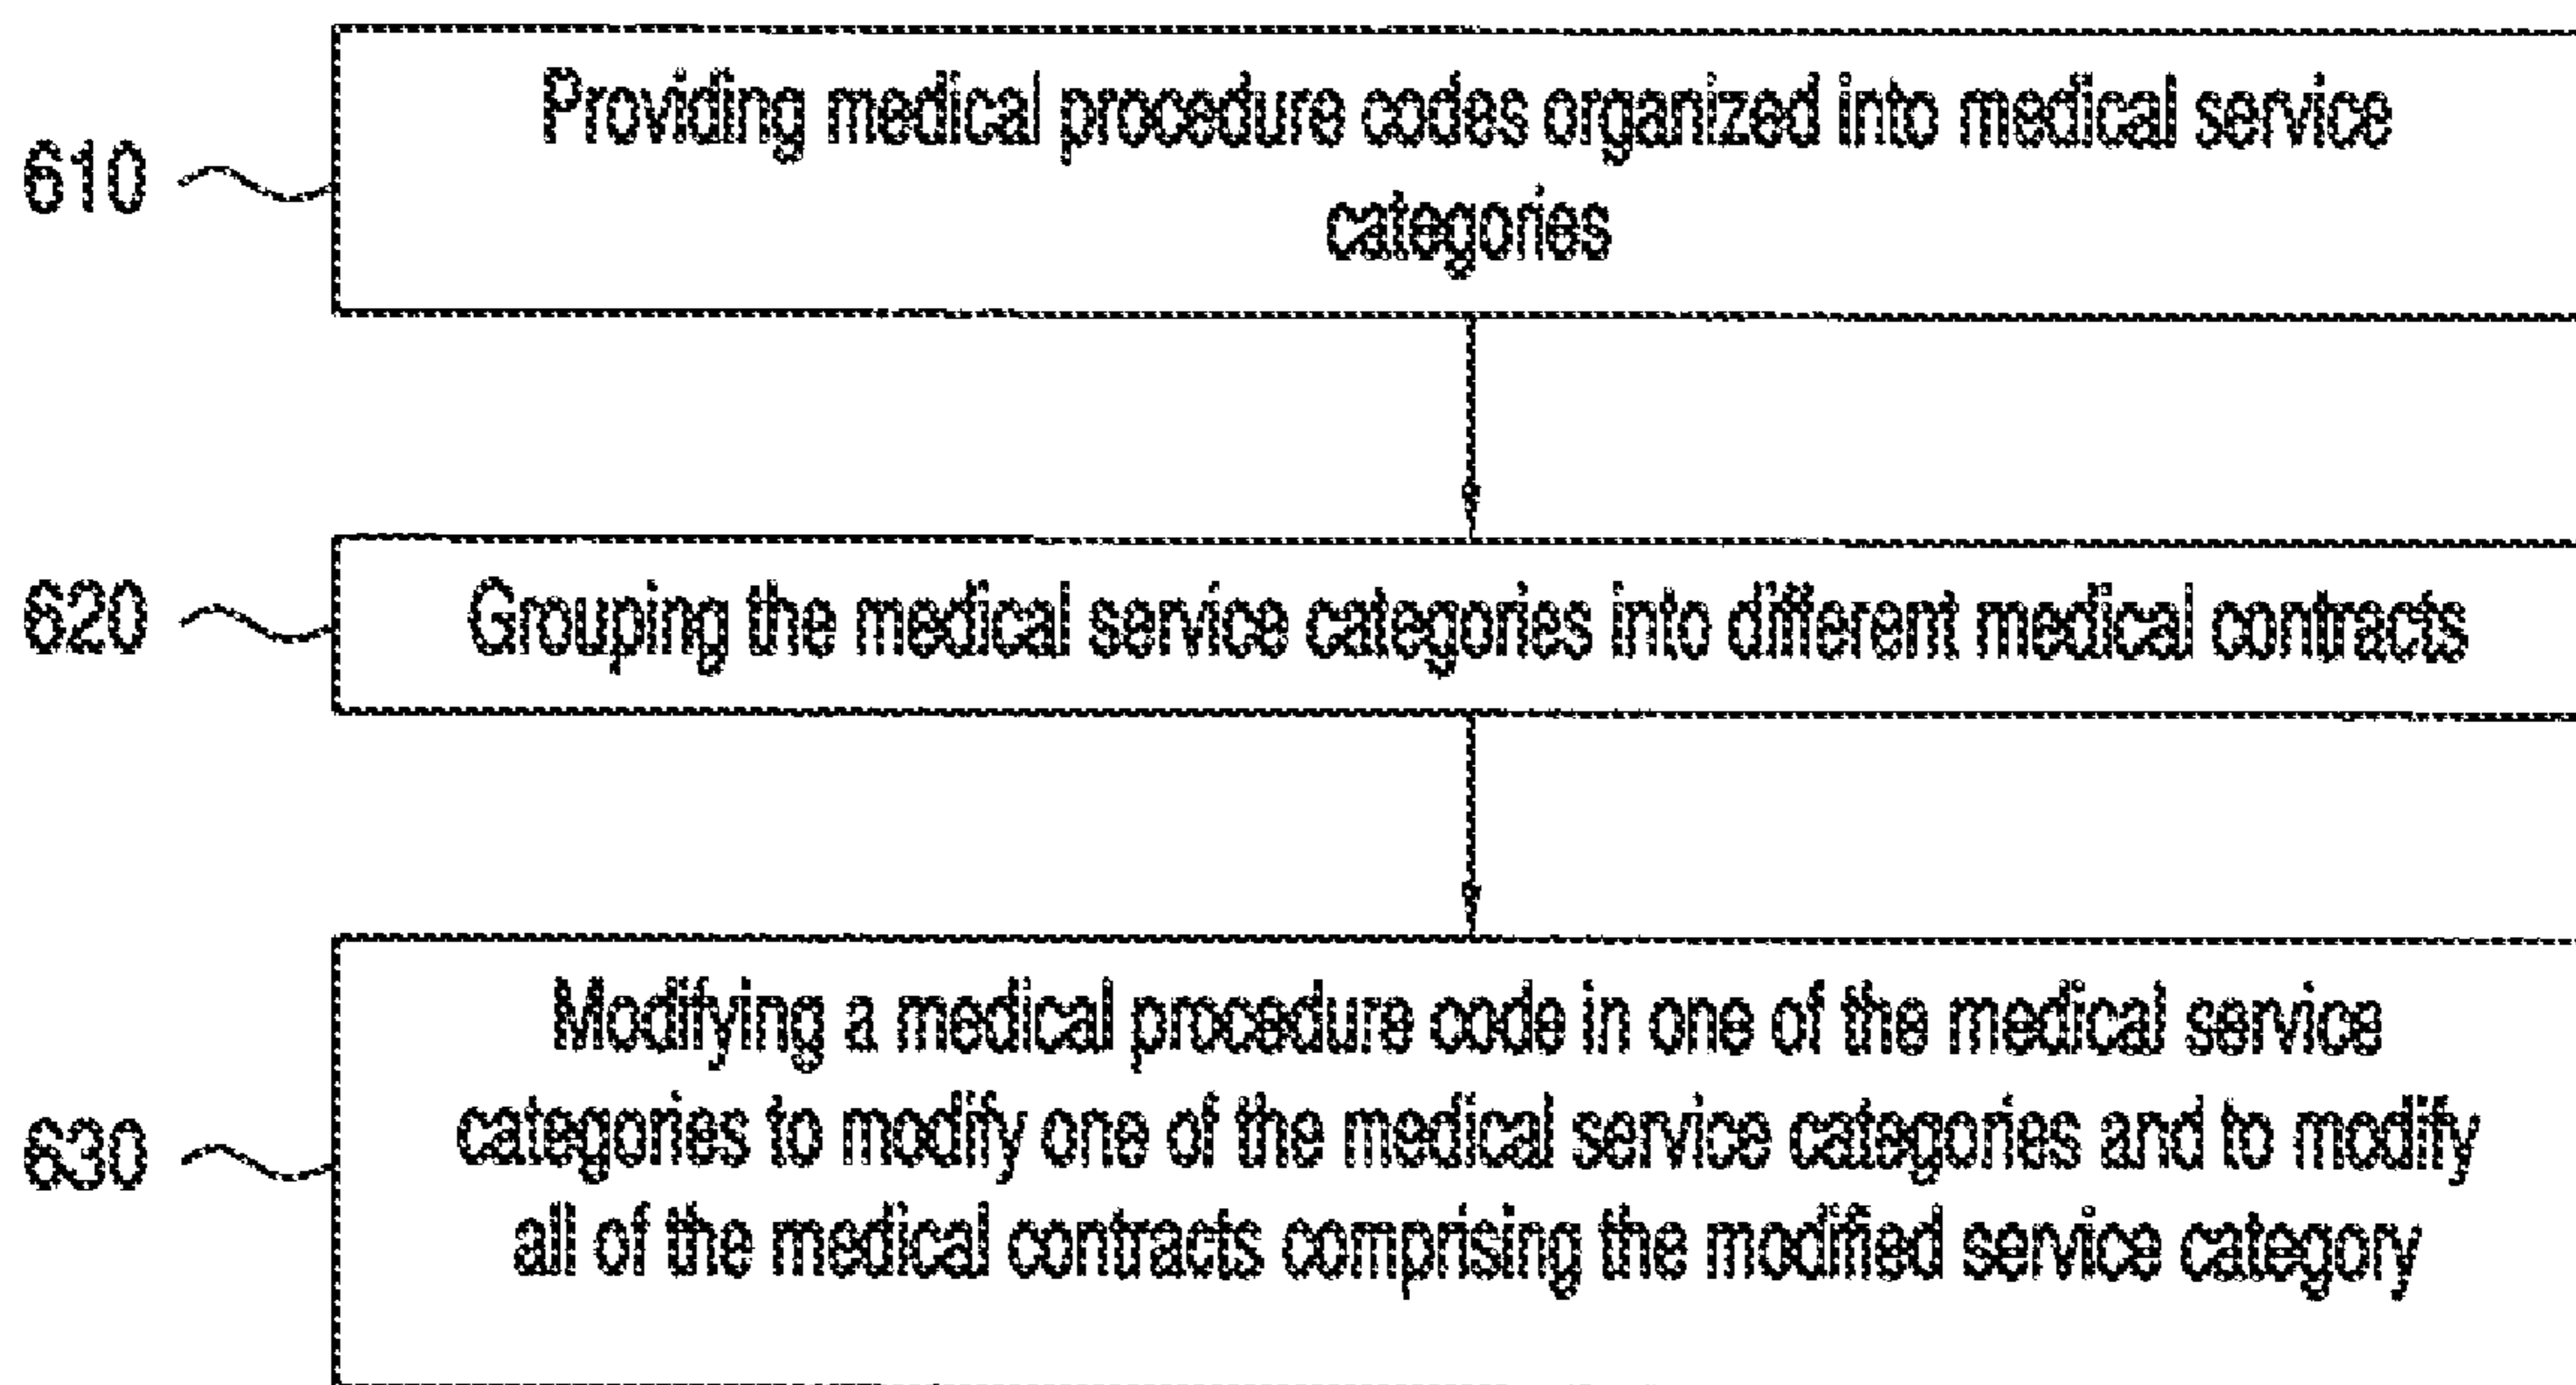 610
Providing medical procedure codes organized into medical service
categories
620
Grouping the medical service categories into different medical contracts
630
Modifying a medical procedure code in one of the medical service
categories to modify one of the medical service categories and to modify
all of the medical contracts comprising the modified service category